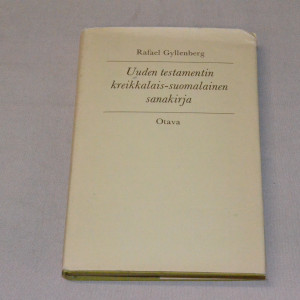 Rafael Gyllenberg
Uuden testamentin
kreikkalais-suomalainen
sanakirja
Otava